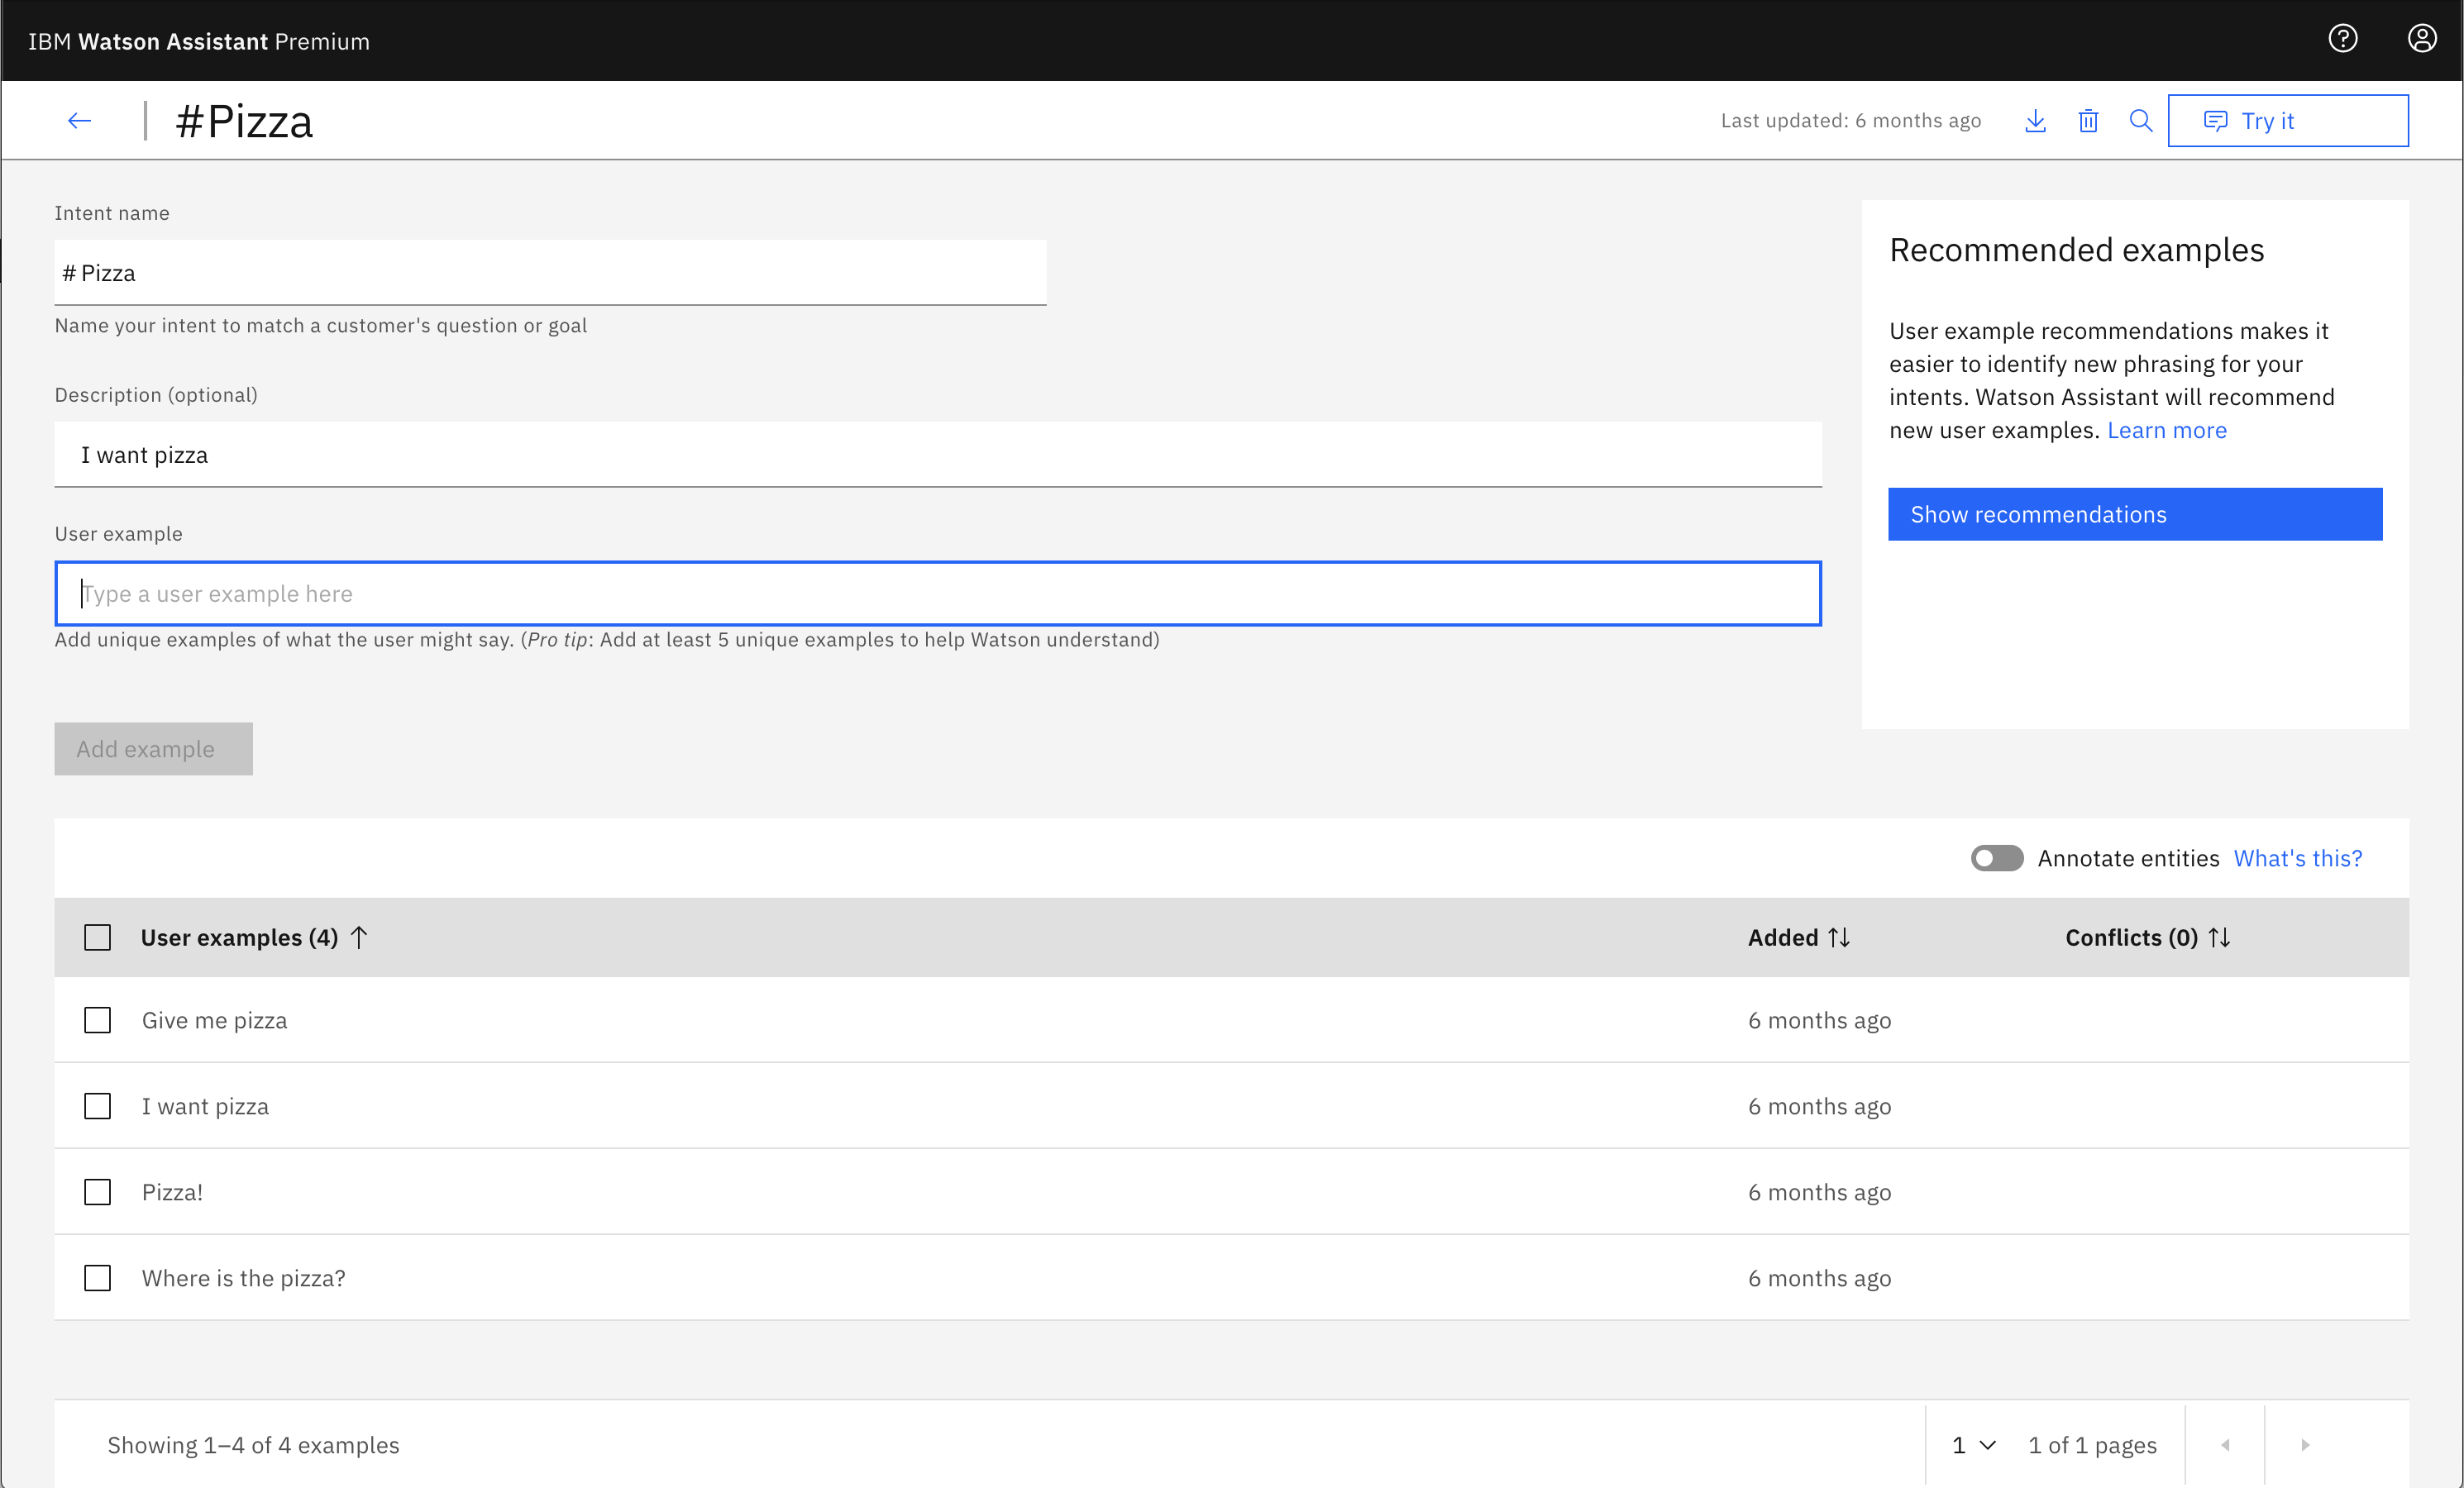 IBM Watson Assistant Premium
#Pizza
Last updated: 6 months ago
Try it
Intent name
# Pizza
Name your intent to match a customer's question or goal
Description (optional)
I want pizza
User example
Type a user example here
Add unique examples of what the user might say. (Pro tip: Add at least 5 unique examples to help Watson understand)
Add example
Recommended examples
User example recommendations makes it
easier to identify new phrasing for your
intents. Watson Assistant will recommend
new user examples. Learn more
Show recommendations
Annotate entities What's this?
User examples (4) ↑ Added ↑↓ Conflicts (0) ↑↓
Give me pizza 6 months ago
I want pizza 6 months ago
Pizza! 6 months ago
Where is the pizza? 6 months ago
Showing 1–4 of 4 examples 1 1 of 1 pages